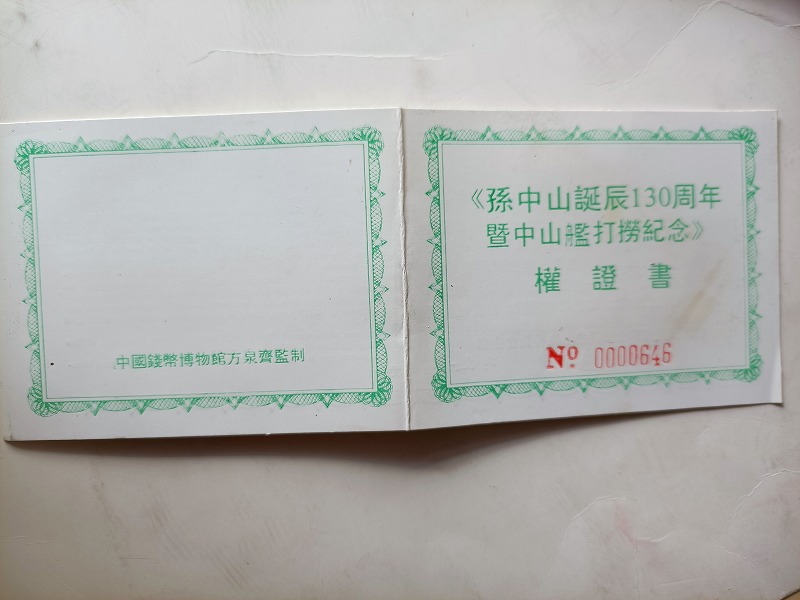 中國錢幣博物館方泉齊監制
《孫中山誕辰130周年
暨中山艦打撈紀念》
權證書
Nº 0000646